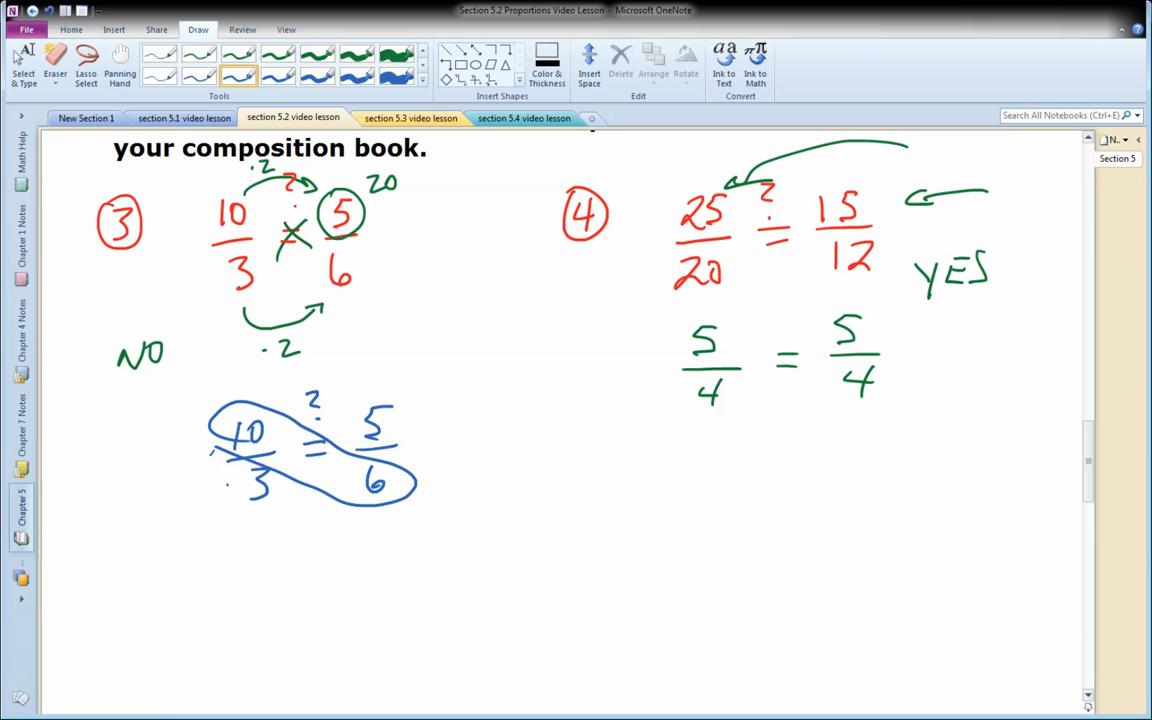 Section 5.2 Proportions Video Lesson - Microsoft OneNote
File Home Insert Share Draw Review View
Select & Type Eraser Lasso Select Panning Hand
Color & Thickness Insert Space Delete Arrange Rotate Ink to Text Ink to Math
Tools Insert Shapes Edit Convert
New Section 1 section 5.1 video lesson section 5.2 video lesson section 5.3 video lesson section 5.4 video lesson
Search All Notebooks (Ctrl+E)
N..
Section 5
Math Help
Chapter 1 Notes
Chapter 4 Notes
Chapter 7 Notes
Chapter 5
your composition book.
·2
20
3 10/3 ?= 5/6
·2
NO
4 25/20 ?= 15/12
YES
5/4 = 5/4
10/3 ?= 5/6